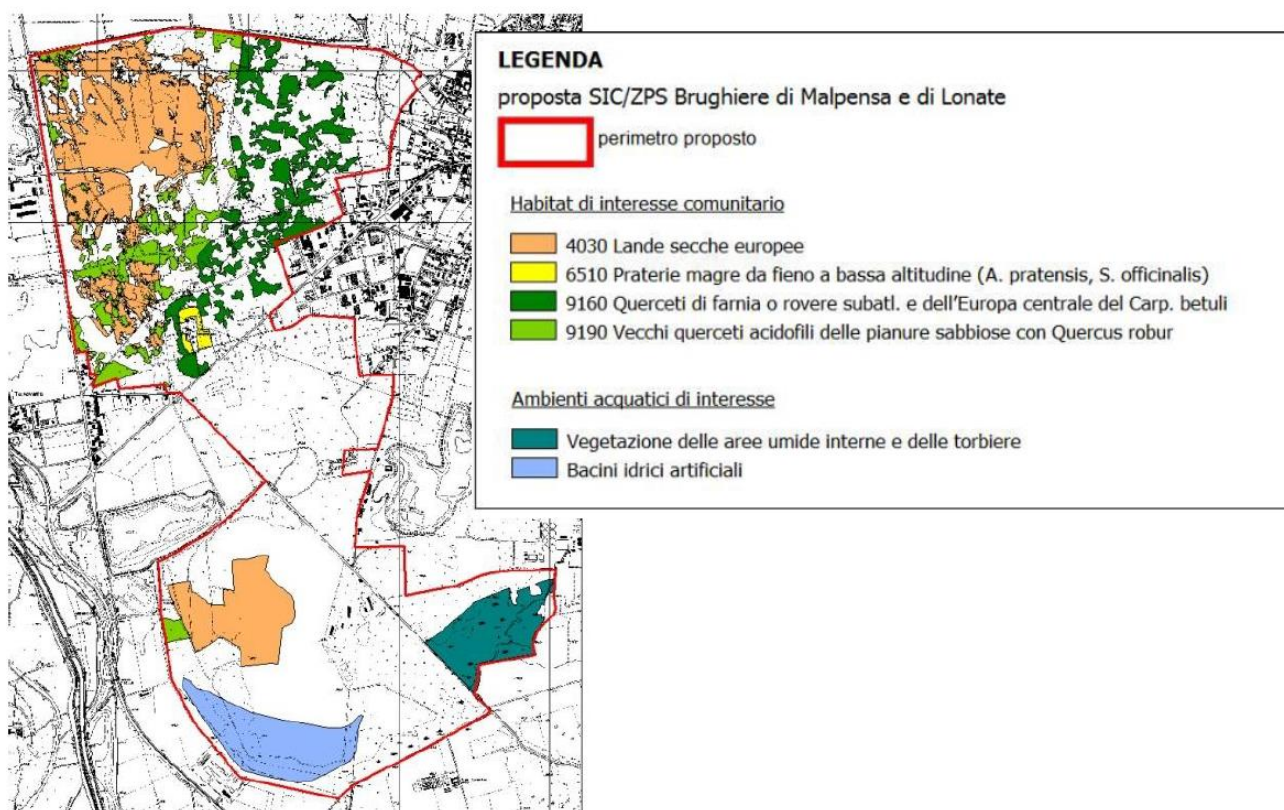 LEGENDA
proposta SIC/ZPS Brughiere di Malpensa e di Lonate
perimetro proposto
Habitat di interesse comunitario
4030 Lande secche europee
6510 Praterie magre da fieno a bassa altitudine (A. pratensis, S. officinalis)
9160 Querceti di farnia o rovere subatl. e dell'Europa centrale del Carp. betuli
9190 Vecchi querceti acidofili delle pianure sabbiose con Quercus robur
Ambienti acquatici di interesse
Vegetazione delle aree umide interne e delle torbiere
Bacini idrici artificiali